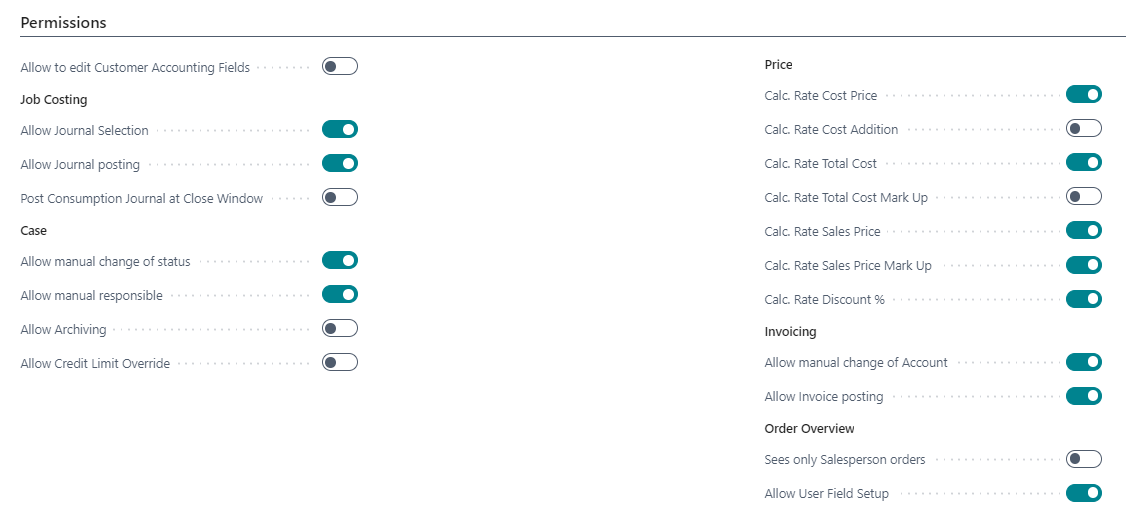 Permissions
Allow to edit Customer Accounting Fields
Job Costing
Allow Journal Selection
Allow Journal posting
Post Consumption Journal at Close Window
Case
Allow manual change of status
Allow manual responsible
Allow Archiving
Allow Credit Limit Override
Price
Calc. Rate Cost Price
Calc. Rate Cost Addition
Calc. Rate Total Cost
Calc. Rate Total Cost Mark Up
Calc. Rate Sales Price
Calc. Rate Sales Price Mark Up
Calc. Rate Discount %
Invoicing
Allow manual change of Account
Allow Invoice posting
Order Overview
Sees only Salesperson orders
Allow User Field Setup